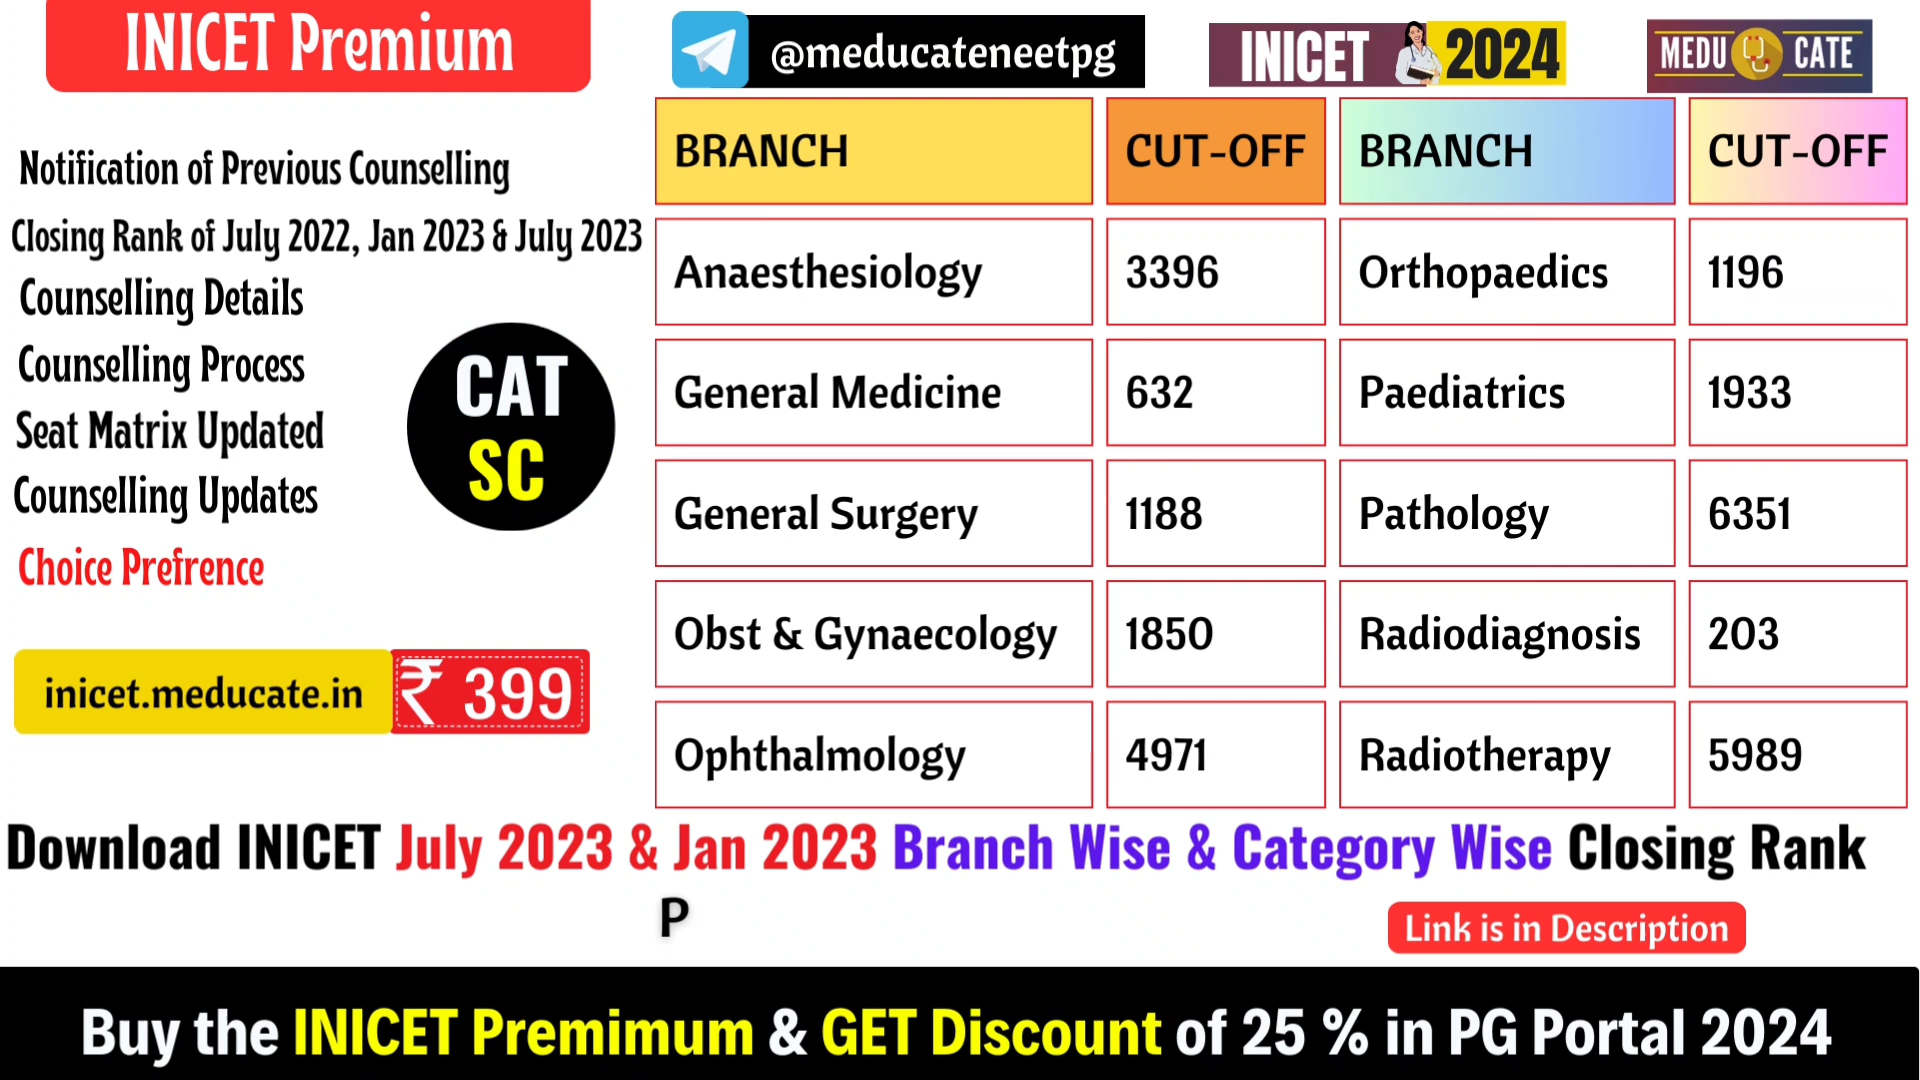 INICET Premium
@meducateneetpg
INICET 2024
MEDU CATE
Notification of Previous Counselling
Closing Rank of July 2022, Jan 2023 & July 2023
Counselling Details
Counselling Process
Seat Matrix Updated
Counselling Updates
Choice Prefrence
CAT
SC
inicet.meducate.in ₹ 399
BRANCH CUT-OFF BRANCH CUT-OFF
Anaesthesiology 3396 Orthopaedics 1196
General Medicine 632 Paediatrics 1933
General Surgery 1188 Pathology 6351
Obst & Gynaecology 1850 Radiodiagnosis 203
Ophthalmology 4971 Radiotherapy 5989
Download INICET July 2023 & Jan 2023 Branch Wise & Category Wise Closing Rank
P
Link is in Description
Buy the INICET Premimum & GET Discount of 25 % in PG Portal 2024